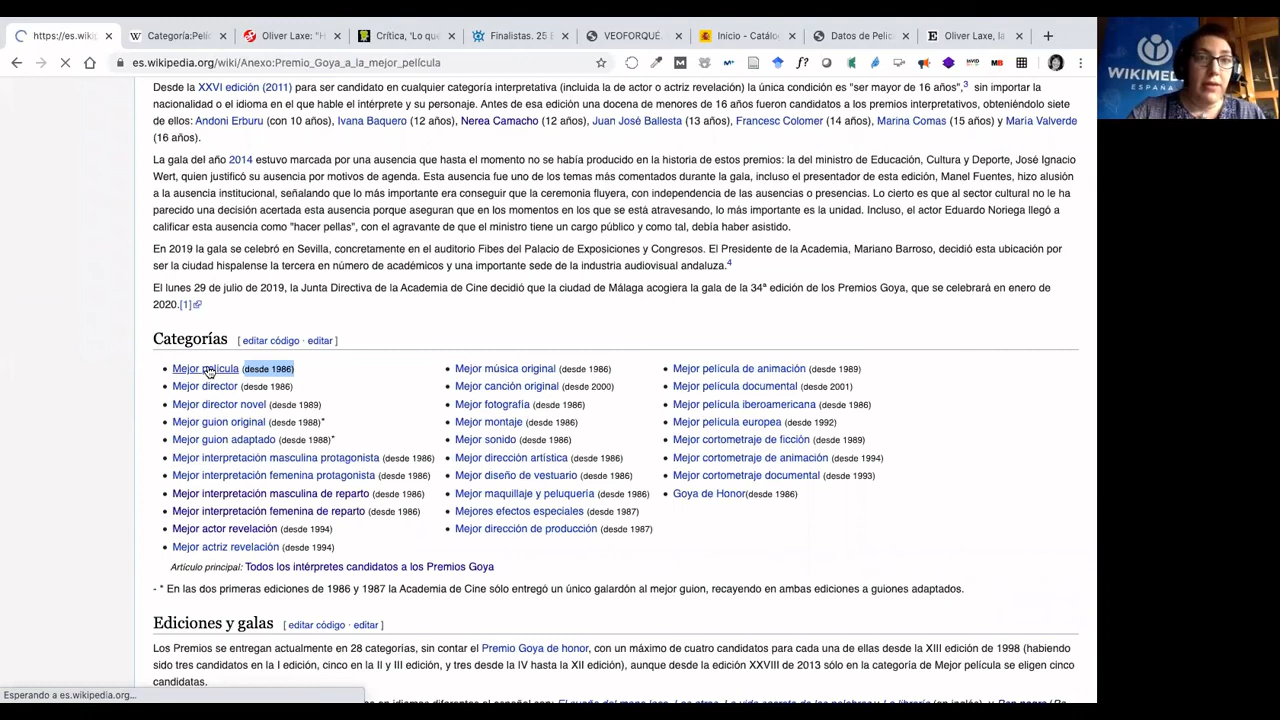 https://es.wikip
Categoría:Pelíc
Oliver Laxe: "H
Crítica, 'Lo que
Finalistas. 25 E
VEOFORQUÉ.
Inicio - Catálog
Datos de Pelic
Oliver Laxe, la
es.wikipedia.org/wiki/Anexo:Premio_Goya_a_la_mejor_película
WIKIMED
Desde la XXVI edición (2011) para ser candidato en cualquier categoría interpretativa (incluida la de actor o actriz revelación) la única condición es "ser mayor de 16 años",3 sin importar la
nacionalidad o el idioma en el que hable el intérprete y su personaje. Antes de esa edición una docena de menores de 16 años fueron candidatos a los premios interpretativos, obteniéndolo siete
de ellos: Andoni Erburu (con 10 años), Ivana Baquero (12 años), Nerea Camacho (12 años), Juan José Ballesta (13 años), Francesc Colomer (14 años), Marina Comas (15 años) y María Valverde
(16 años).
La gala del año 2014 estuvo marcada por una ausencia que hasta el momento no se había producido en la historia de estos premios: la del ministro de Educación, Cultura y Deporte, José Ignacio
Wert, quien justificó su ausencia por motivos de agenda. Esta ausencia fue uno de los temas más comentados durante la gala, incluso el presentador de esta edición, Manel Fuentes, hizo alusión
a la ausencia institucional, señalando que lo más importante era conseguir que la ceremonia fluyera, con independencia de las ausencias o presencias. Lo cierto es que al sector cultural no le ha
parecido una decisión acertada esta ausencia porque aseguran que en los momentos en los que se está atravesando, lo más importante es la unidad. Incluso, el actor Eduardo Noriega llegó a
calificar esta ausencia como "hacer pellas", con el agravante de que el ministro tiene un cargo público y como tal, debía haber asistido.
En 2019 la gala se celebró en Sevilla, concretamente en el auditorio Fibes del Palacio de Exposiciones y Congresos. El Presidente de la Academia, Mariano Barroso, decidió esta ubicación por
ser la ciudad hispalense la tercera en número de académicos y una importante sede de la industria audiovisual andaluza.4
El lunes 29 de julio de 2019, la Junta Directiva de la Academia de Cine decidió que la ciudad de Málaga acogiera la gala de la 34ª edición de los Premios Goya, que se celebrará en enero de
2020.[1]
Categorías [ editar código · editar ]
Mejor película (desde 1986)
Mejor director (desde 1986)
Mejor director novel (desde 1989)
Mejor guion original (desde 1988)*
Mejor guion adaptado (desde 1988)*
Mejor interpretación masculina protagonista (desde 1986)
Mejor interpretación femenina protagonista (desde 1986)
Mejor interpretación masculina de reparto (desde 1986)
Mejor interpretación femenina de reparto (desde 1986)
Mejor actor revelación (desde 1994)
Mejor actriz revelación (desde 1994)
Mejor música original (desde 1986)
Mejor canción original (desde 2000)
Mejor fotografía (desde 1986)
Mejor montaje (desde 1986)
Mejor sonido (desde 1986)
Mejor dirección artística (desde 1986)
Mejor diseño de vestuario (desde 1986)
Mejor maquillaje y peluquería (desde 1986)
Mejores efectos especiales (desde 1987)
Mejor dirección de producción (desde 1987)
Mejor película de animación (desde 1989)
Mejor película documental (desde 2001)
Mejor película iberoamericana (desde 1986)
Mejor película europea (desde 1992)
Mejor cortometraje de ficción (desde 1989)
Mejor cortometraje de animación (desde 1994)
Mejor cortometraje documental (desde 1993)
Goya de Honor(desde 1986)
Artículo principal: Todos los intérpretes candidatos a los Premios Goya
- * En las dos primeras ediciones de 1986 y 1987 la Academia de Cine sólo entregó un único galardón al mejor guion, recayendo en ambas ediciones a guiones adaptados.
Ediciones y galas [ editar código · editar ]
Los Premios se entregan actualmente en 28 categorías, sin contar el Premio Goya de honor, con un máximo de cuatro candidatos para cada una de ellas desde la XIII edición de 1998 (habiendo
sido tres candidatos en la I edición, cinco en la II y III edición, y tres desde la IV hasta la XII edición), aunque desde la edición XXVIII de 2013 sólo en la categoría de Mejor película se eligen cinco
candidatas.
Esperando a es.wikipedia.org...